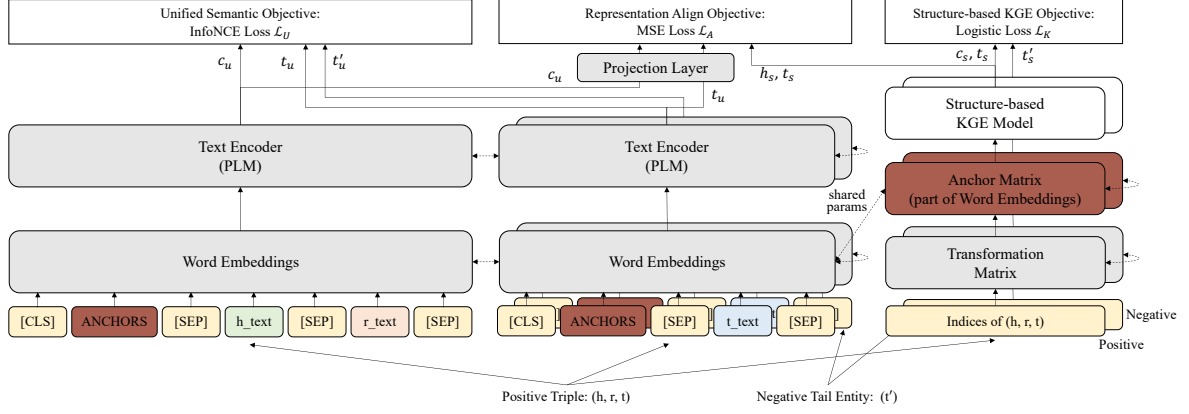 Unified Semantic Objective:
InfoNCE Loss ℒ_U
Representation Align Objective:
MSE Loss ℒ_A
Structure-based KGE Objective:
Logistic Loss ℒ_K
c_u
t_u
t′_u
c_u
Projection Layer
t_u
h_s, t_s
c_s, t_s
t′_s
Text Encoder
(PLM)
Text Encoder
(PLM)
Structure-based
KGE Model
Anchor Matrix
(part of Word Embeddings)
shared
params
Word Embeddings
Word Embeddings
Transformation
Matrix
[CLS]
ANCHORS
[SEP]
h_text
[SEP]
r_text
[SEP]
[CLS]
ANCHORS
[SEP]
t_text
[SEP]
Indices of (h, r, t)
Negative
Positive
Positive Triple: (h, r, t)
Negative Tail Entity: (t′)